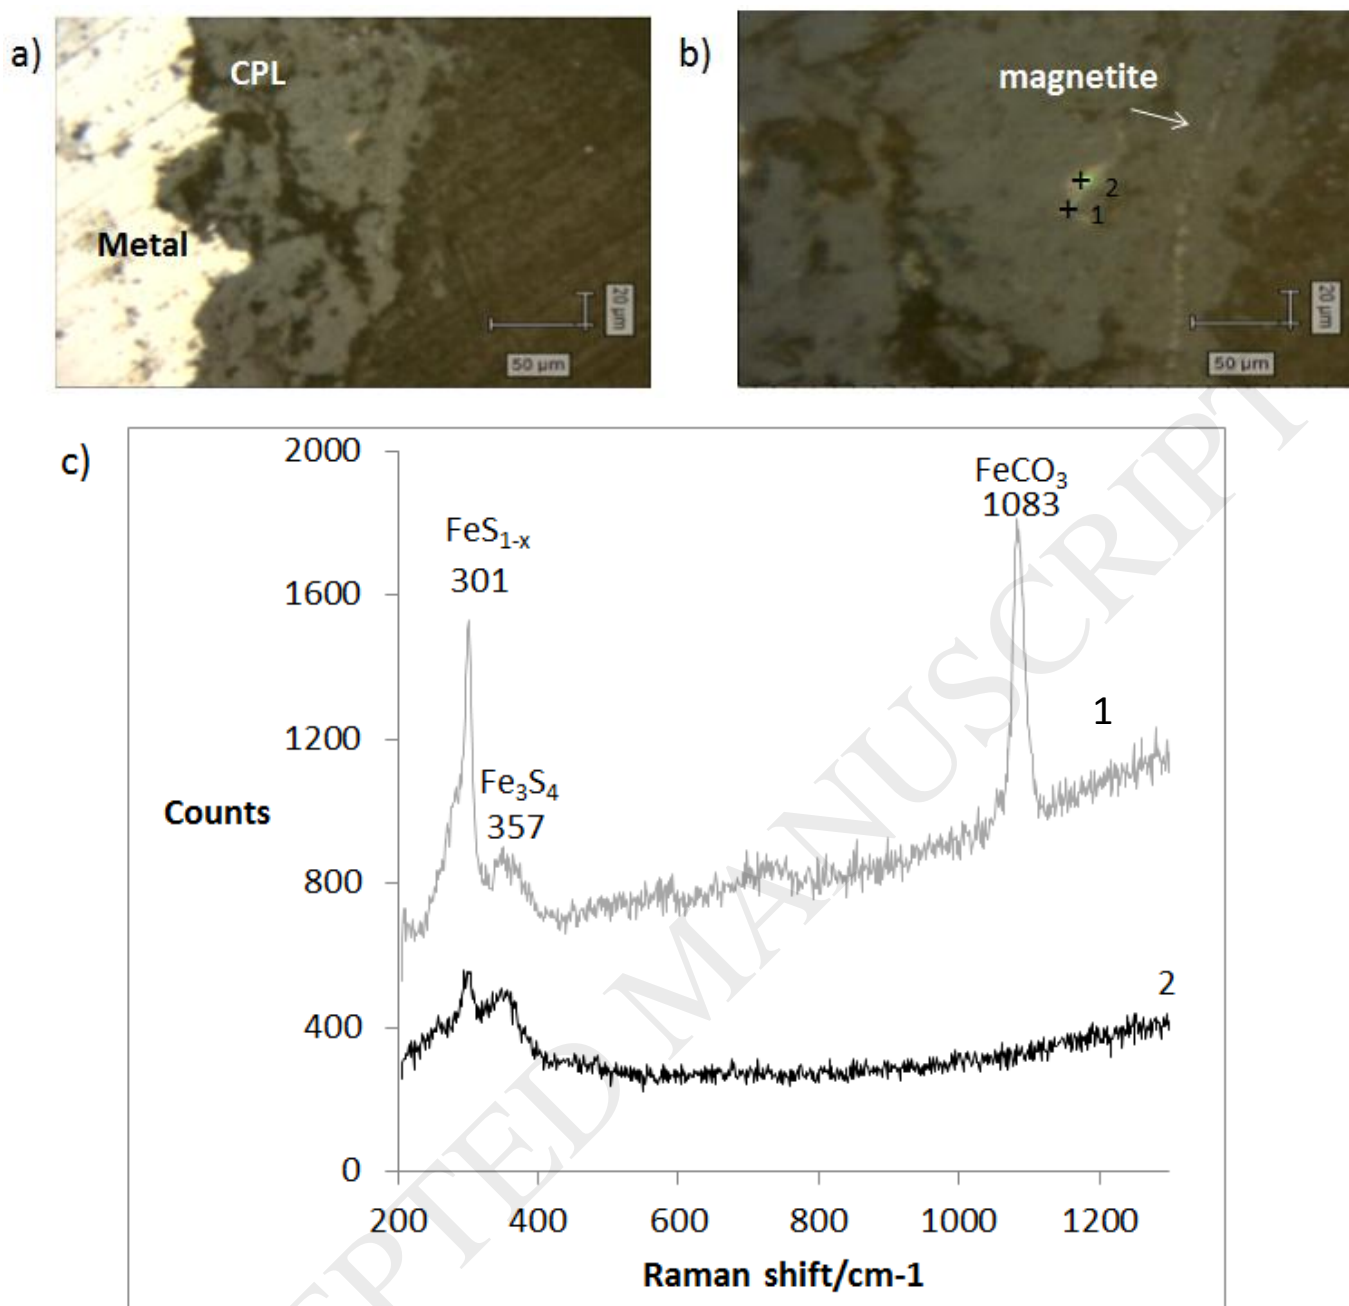 a)
CPL
Metal
20 µm
50 µm
b)
magnetite
+ 2
+ 1
20 µm
50 µm
c)
2000
1600
1200
800
400
0
Counts
FeS₁₋ₓ
301
Fe₃S₄
357
FeCO₃
1083
1
2
200 400 600 800 1000 1200
Raman shift/cm-1
EPTED MANUSCRIPT